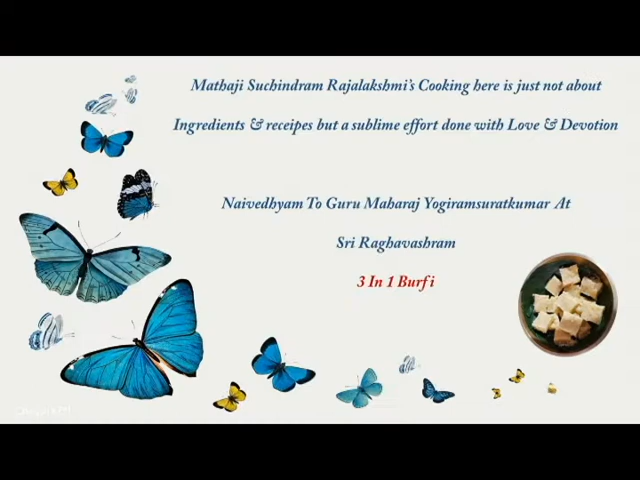 Mathaji Suchindram Rajalakshmi's Cooking here is just not about
Ingredients & receipes but a sublime effort done with Love & Devotion
Naivedhyam To Guru Maharaj Yogiramsuratkumar At
Sri Raghavashram
3 In 1 Burfi